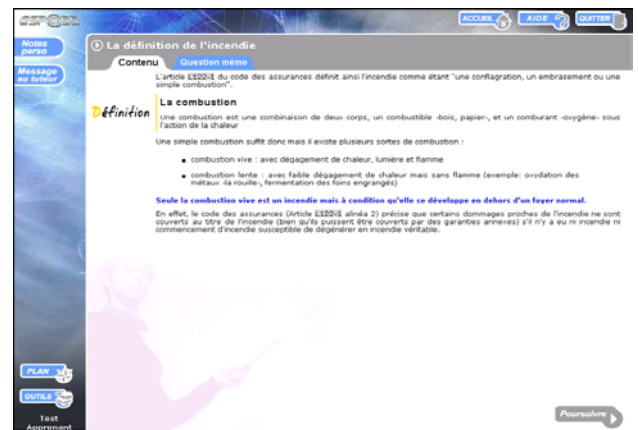 ACCUEIL
AIDE
QUITTER
Notes
perso
La définition de l'incendie
Contenu
Question mémo
Message
au tuteur
L'article L122-1 du code des assurances définit ainsi l'incendie comme étant "une conflagration, un embrasement ou une
simple combustion".
Définition
La combustion
Une combustion est une combinaison de deux corps, un combustible -bois, papier-, et un comburant -oxygène- sous
l'action de la chaleur
Une simple combustion suffit donc mais il existe plusieurs sortes de combustion :
combustion vive : avec dégagement de chaleur, lumière et flamme
combustion lente : avec faible dégagement de chaleur mais sans flamme (exemple: oxydation des
métaux -la rouille-, fermentation des foins engrangés)
Seule la combustion vive est un incendie mais à condition qu'elle se développe en dehors d'un foyer normal.
En effet, le code des assurances (Article L122-1 alinéa 2) précise que certains dommages proches de l'incendie ne sont
couverts au titre de l'incendie (bien qu'ils puissent être couverts par des garanties annexes) s'il n'y a eu ni incendie ni
commencement d'incendie susceptible de dégénérer en incendie véritable.
PLAN
OUTILS
Test
Apprenant
Poursuivre